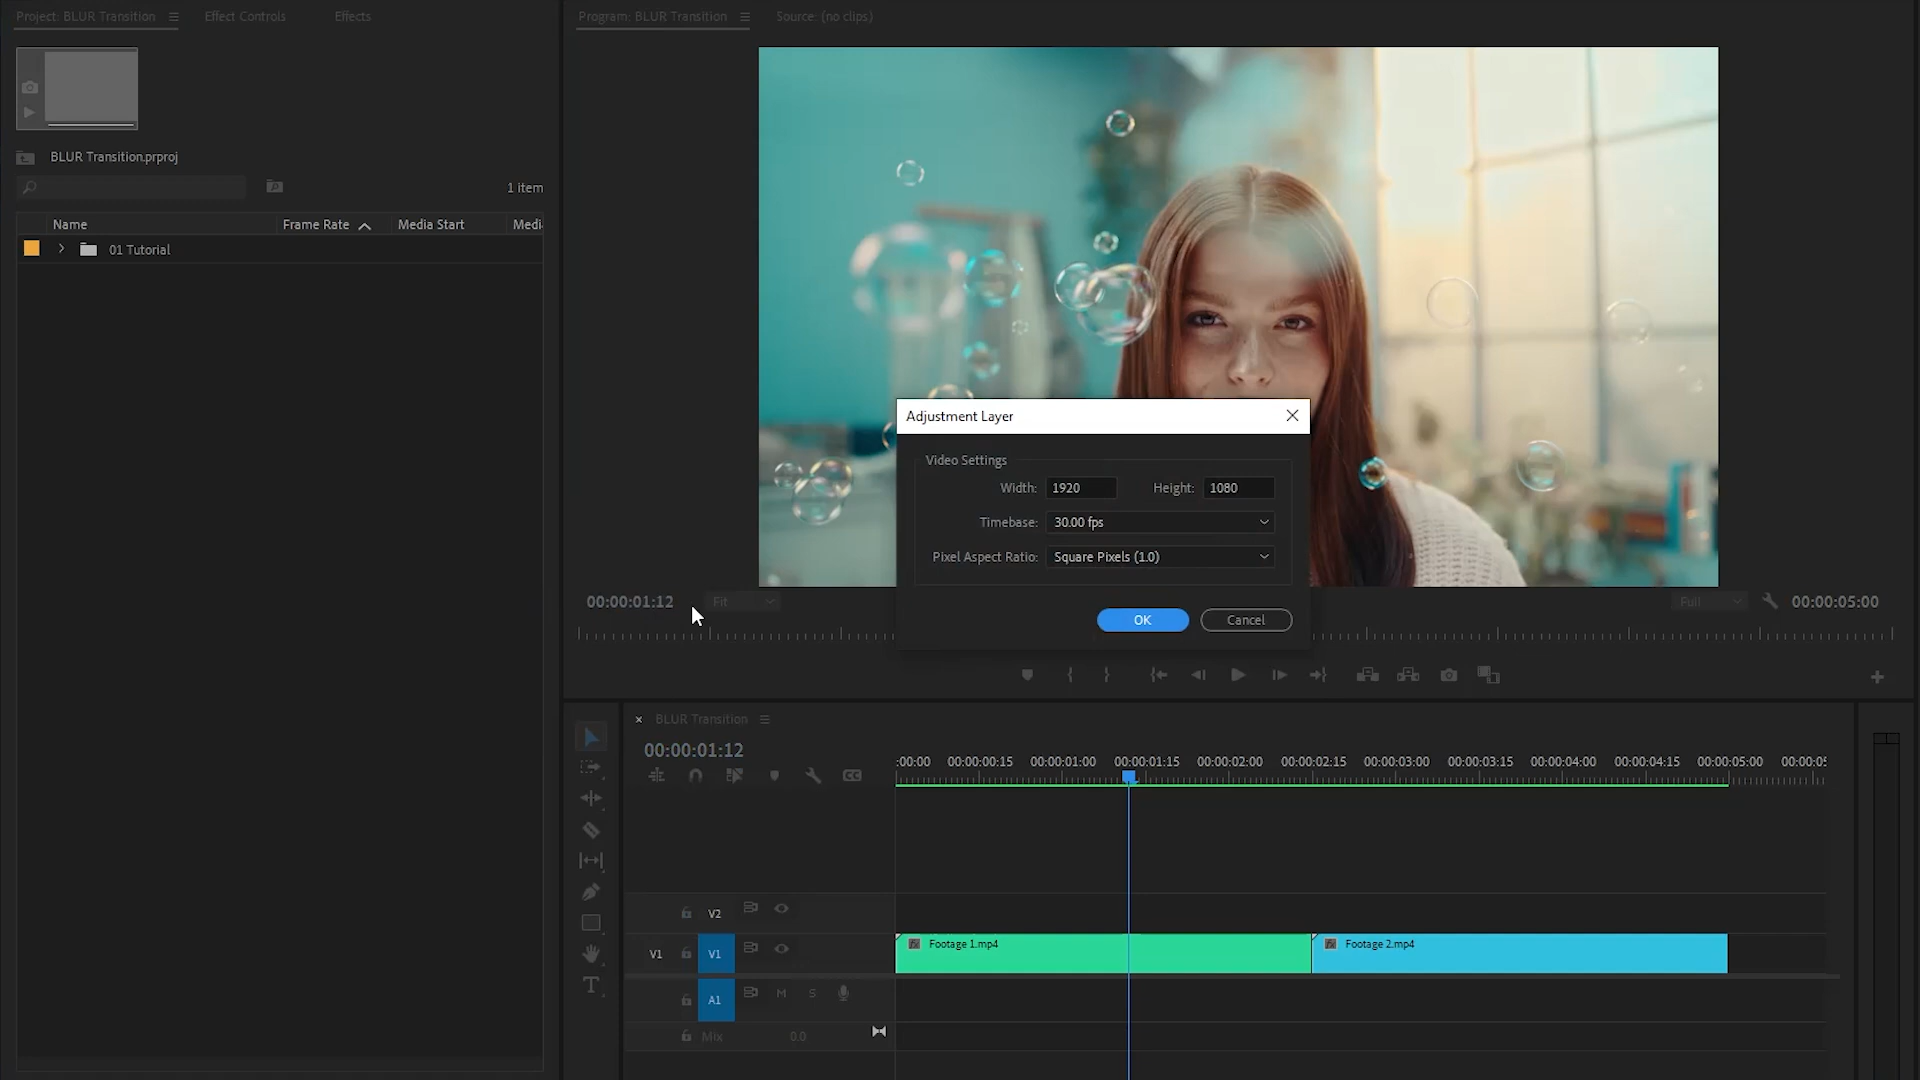 Project: BLUR Transition
Effect Controls
Effects
BLUR Transition.prproj
1 item
Name
Frame Rate
Media Start
Medi
01 Tutorial
Program: BLUR Transition
Source: (no clips)
Adjustment Layer
Video Settings
Width: 1920
Height: 1080
Timebase: 30.00 fps
Pixel Aspect Ratio: Square Pixels (1.0)
OK
Cancel
00:00:01:12
Fit
Full
00:00:05:00
BLUR Transition
00:00:01:12
CC
:00:00
00:00:00:15
00:00:01:00
00:00:01:15
00:00:02:00
00:00:02:15
00:00:03:00
00:00:03:15
00:00:04:00
00:00:04:15
00:00:05:00
00:00:0
V2
V1
V1
fx Footage 1.mp4
fx Footage 2.mp4
A1
M
S
Mix
0.0
T